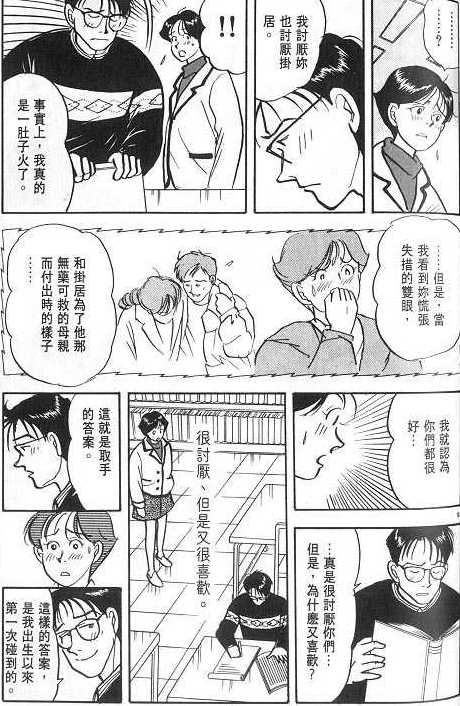 ……?
我討厭妳
也討厭掛
居。
!!
事實上，我真的
是一肚子火了。
……但是，當
我看到妳慌張
失措的雙眼，
和掛居為了他那
無藥可救的母親
而付出時的樣子
……
我就認為
你們都很
好…
…真是很討厭你們…
但是，為什麼又喜歡？
很討厭、但是又很喜歡。
這就是取手
的答案。
這樣的答案，
是我出生以來
第一次碰到的。